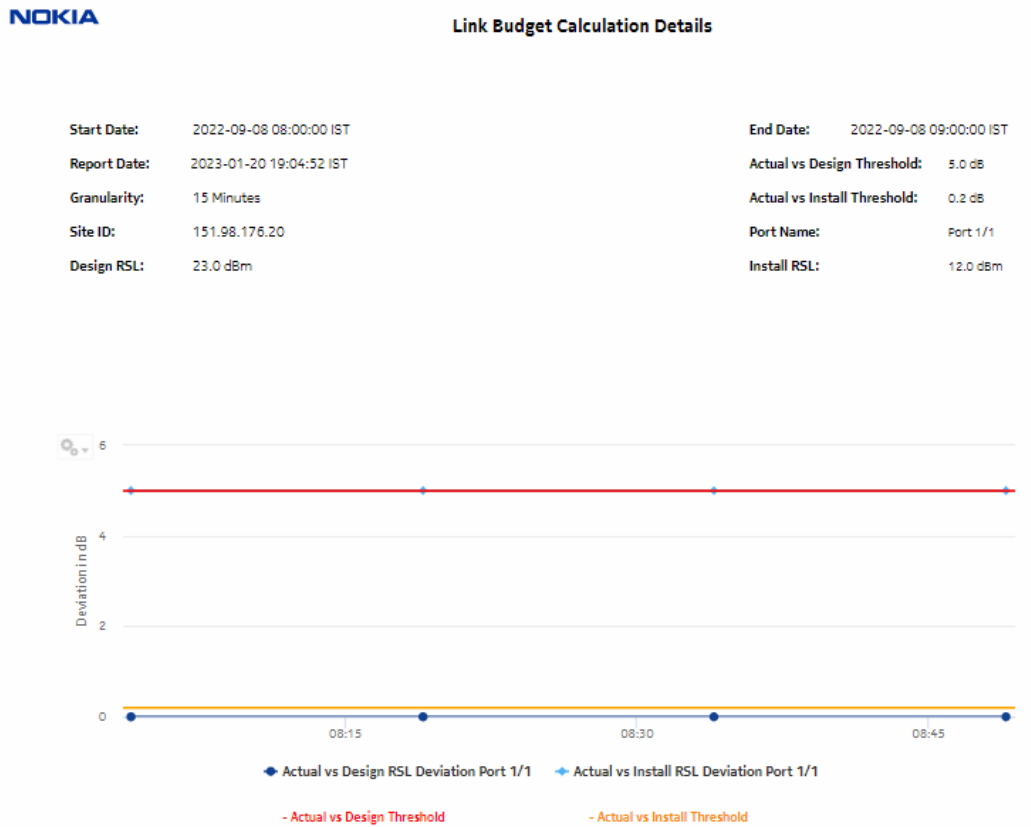 NOKIA
Link Budget Calculation Details
Start Date: 2022-09-08 08:00:00 IST End Date: 2022-09-08 09:00:00 IST
Report Date: 2023-01-20 19:04:52 IST Actual vs Design Threshold: 5.0 dB
Granularity: 15 Minutes Actual vs Install Threshold: 0.2 dB
Site ID: 151.98.176.20 Port Name: Port 1/1
Design RSL: 23.0 dBm Install RSL: 12.0 dBm
6
4
2
0
Deviation in dB
08:15 08:30 08:45
Actual vs Design RSL Deviation Port 1/1 Actual vs Install RSL Deviation Port 1/1
- Actual vs Design Threshold - Actual vs Install Threshold